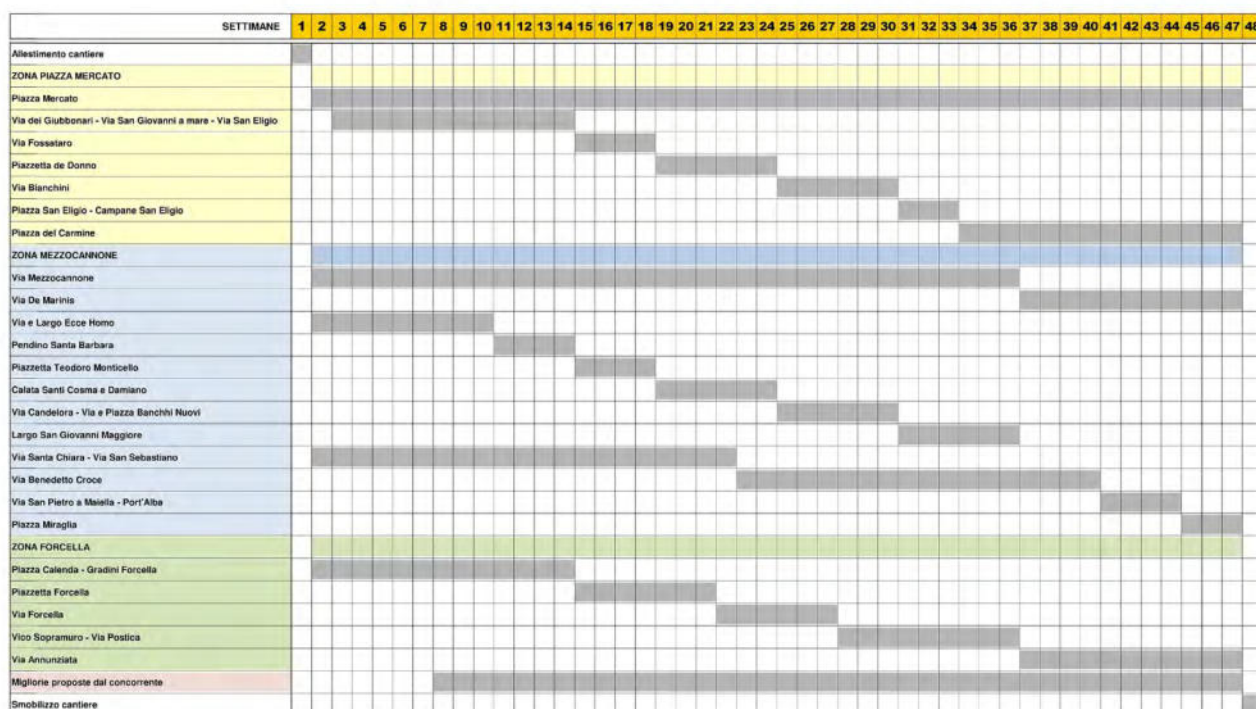 SETTIMANE 1 2 3 4 5 6 7 8 9 10 11 12 13 14 15 16 17 18 19 20 21 22 23 24 25 26 27 28 29 30 31 32 33 34 35 36 37 38 39 40 41 42 43 44 45 46 47 48
Allestimento cantiere
ZONA PIAZZA MERCATO
Piazza Mercato
Via dei Giubbonari - Via San Giovanni a mare - Via San Eligio
Via Fossataro
Piazzetta de Donno
Via Bianchini
Piazza San Eligio - Campane San Eligio
Piazza del Carmine
ZONA MEZZOCANNONE
Via Mezzocannone
Via De Marinis
Via e Largo Ecce Homo
Pendino Santa Barbara
Piazzetta Teodoro Monticello
Calata Santi Cosma e Damiano
Via Candelora - Via e Piazza Banchhi Nuovi
Largo San Giovanni Maggiore
Via Santa Chiara - Via San Sebastiano
Via Benedetto Croce
Via San Pietro a Maiella - Port'Alba
Piazza Miraglia
ZONA FORCELLA
Piazza Calenda - Gradini Forcella
Piazzetta Forcella
Via Forcella
Vico Sopramuro - Via Postica
Via Annunziata
Migliorie proposte dal concorrente
Smobilizzo cantiere